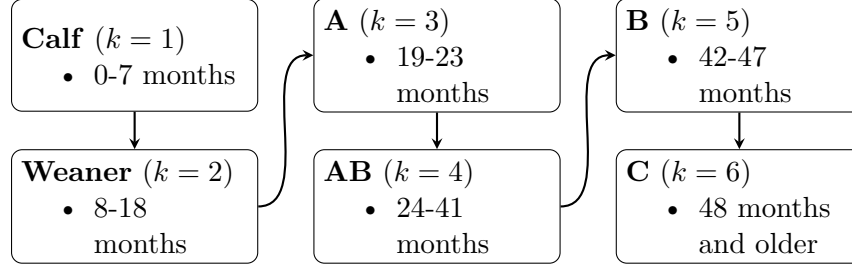 Calf (k = 1)
• 0-7 months
Weaner (k = 2)
• 8-18
months
A (k = 3)
• 19-23
months
AB (k = 4)
• 24-41
months
B (k = 5)
• 42-47
months
C (k = 6)
• 48 months
and older